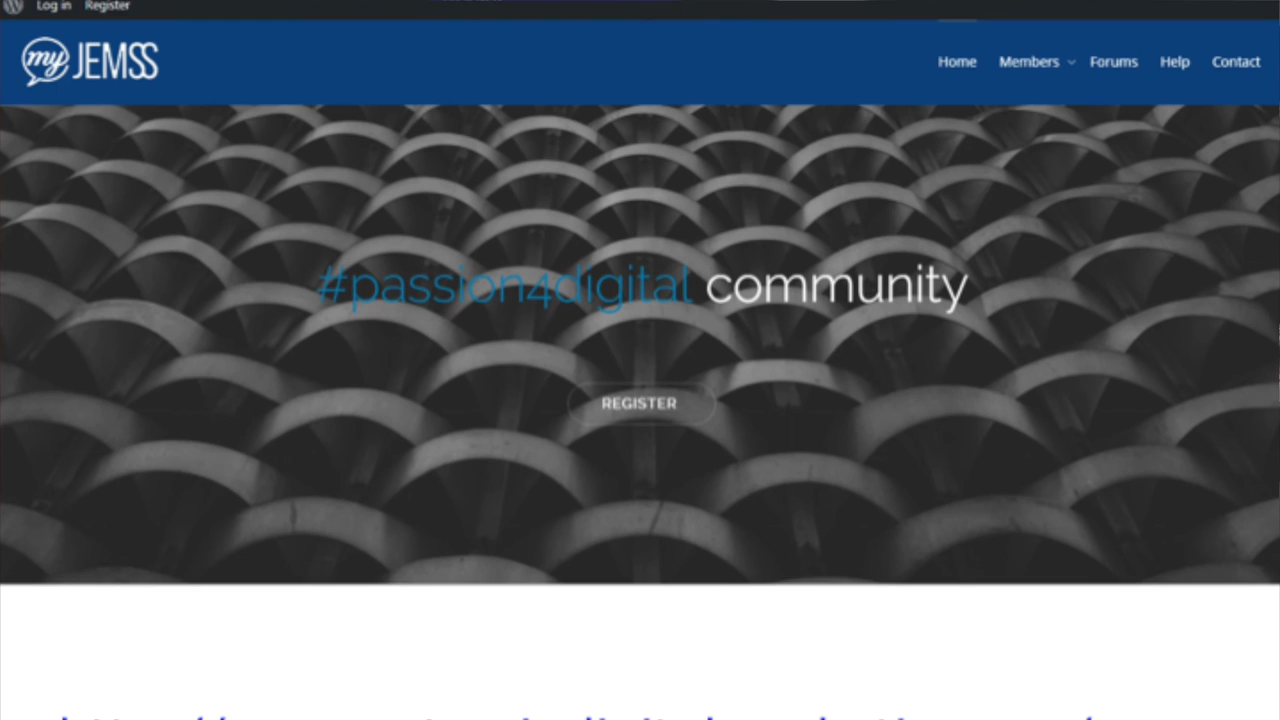 Log in Register
my JEMSS
Home Members Forums Help Contact
#passion4digital community
REGISTER